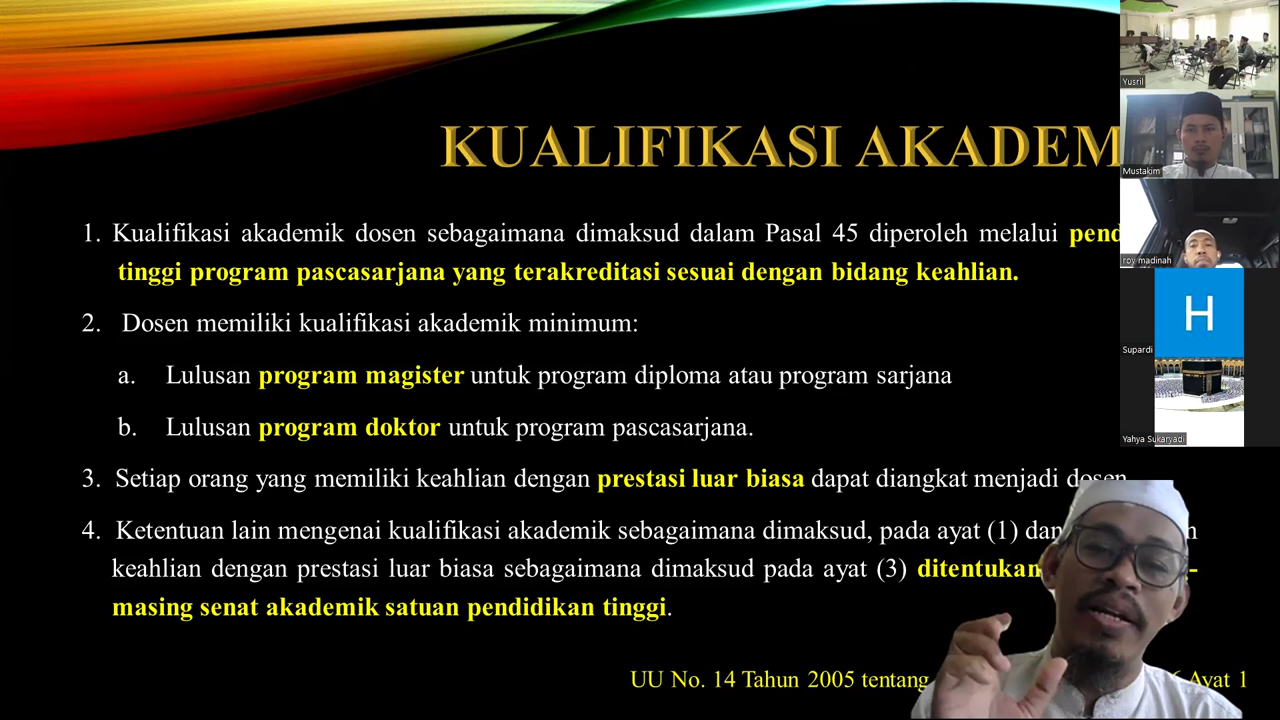 KUALIFIKASI AKADEM
1. Kualifikasi akademik dosen sebagaimana dimaksud dalam Pasal 45 diperoleh melalui pend
tinggi program pascasarjana yang terakreditasi sesuai dengan bidang keahlian.
2. Dosen memiliki kualifikasi akademik minimum:
a. Lulusan program magister untuk program diploma atau program sarjana
b. Lulusan program doktor untuk program pascasarjana.
3. Setiap orang yang memiliki keahlian dengan prestasi luar biasa dapat diangkat menjadi dosen
4. Ketentuan lain mengenai kualifikasi akademik sebagaimana dimaksud, pada ayat (1) dan
keahlian dengan prestasi luar biasa sebagaimana dimaksud pada ayat (3) ditentukan
masing senat akademik satuan pendidikan tinggi.
UU No. 14 Tahun 2005 tentang
Ayat 1
Yusril
Mustakim
roy madinah
H
Supardi
Yahya Sukaryadi